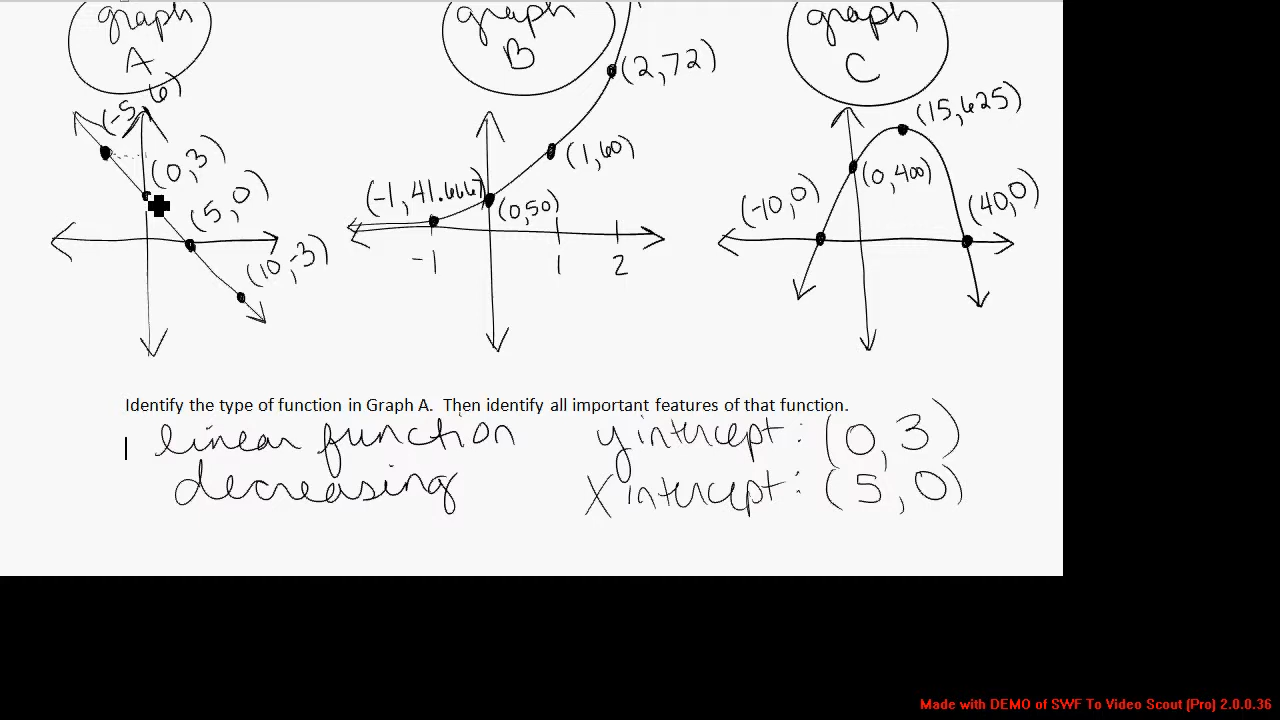 graph A
graph B
graph C
(-5,6)
(0,3)
(5,0)
(10,-3)
(2,72)
(1,60)
(-1,41.6667)
(0,50)
-1 1 2
(15,625)
(0,400)
(-10,0)
(40,0)
Identify the type of function in Graph A. Then identify all important features of that function.
linear function y intercept: (0,3)
decreasing x intercept: (5,0)
Made with DEMO of SWF To Video Scout (Pro) 2.0.0.36